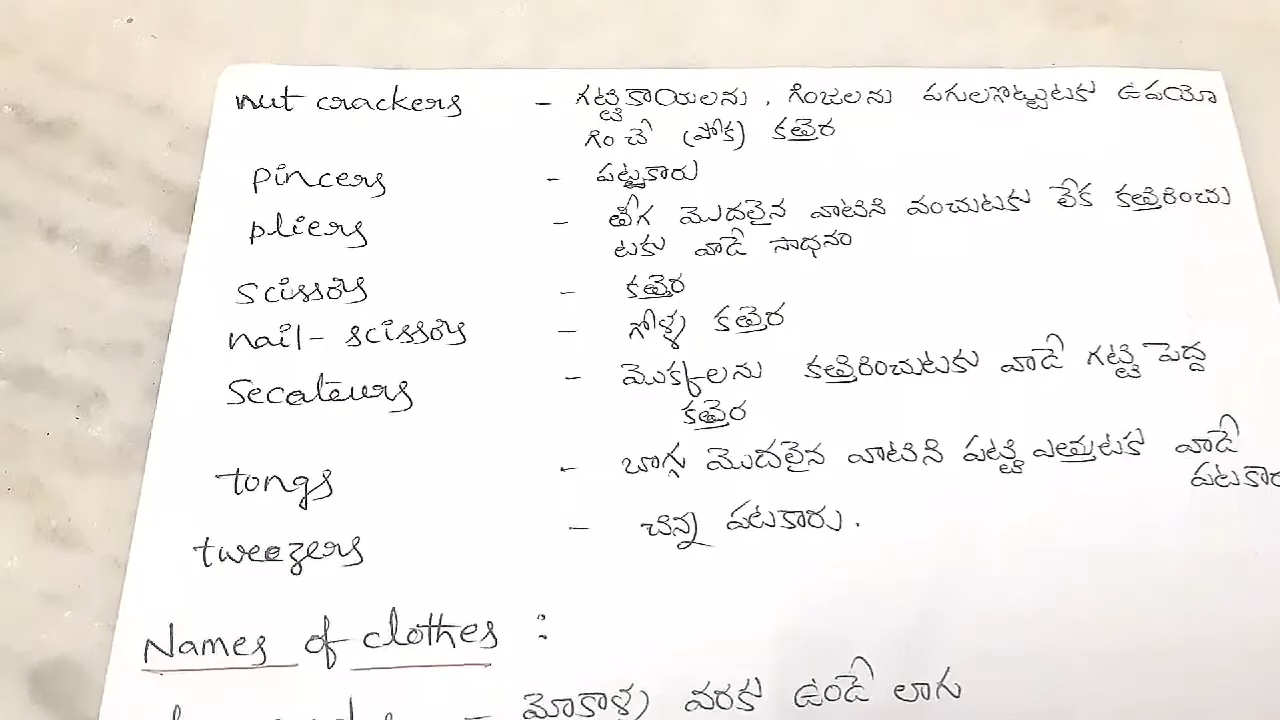 nut crackers - గట్టికాయలను, గింజలను పగులగొట్టుటకు ఉపయో
గించే (పోక) కత్తెర
pincers - పట్టుకారు
pliers - తీగ మొదలైన వాటిని వంచుటకు లేక కత్తిరించు
టకు వాడే సాధనం
scissors - కత్తెర
nail-scissors - గోళ్ళ కత్తెర
Secateurs - మొక్కలను కత్తిరించుటకు వాడే గట్టి పెద్ద
కత్తెర
tongs - బొగ్గు మొదలైన వాటిని పట్టి ఎత్తుటకు వాడే
పటకారు
tweezers - చిన్న పటకారు.
Names of clothes :
- మోకాళ్ళ వరకు ఉండే లాగు